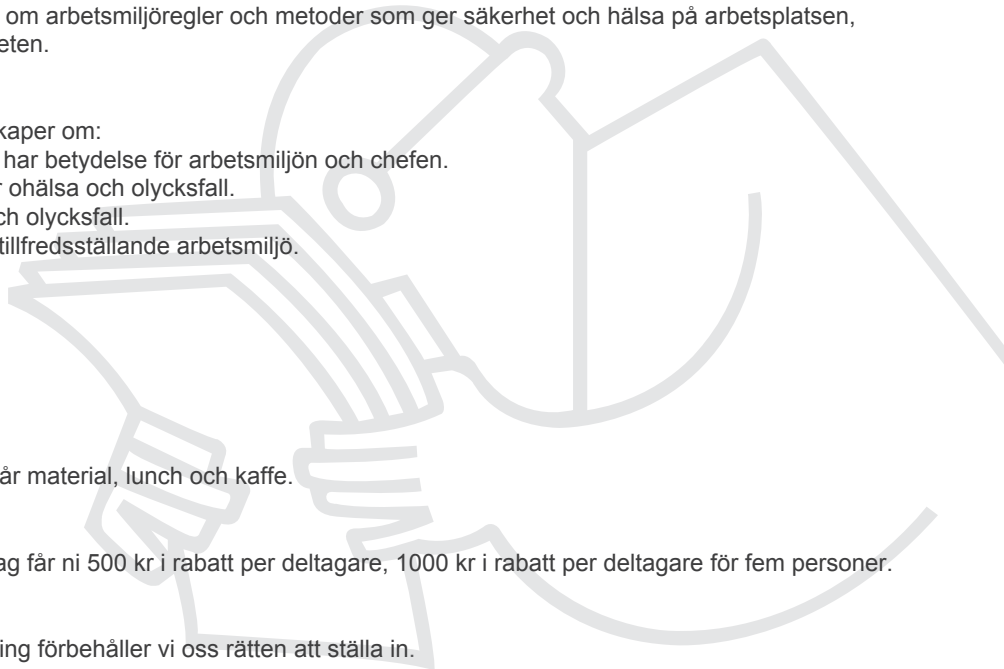 om arbetsmiljöregler och metoder som ger säkerhet och hälsa på arbetsplatsen,
eten.
kaper om:
har betydelse för arbetsmiljön och chefen.
r ohälsa och olycksfall.
ch olycksfall.
tillfredsställande arbetsmiljö.
år material, lunch och kaffe.
ag får ni 500 kr i rabatt per deltagare, 1000 kr i rabatt per deltagare för fem personer.
ing förbehåller vi oss rätten att ställa in.